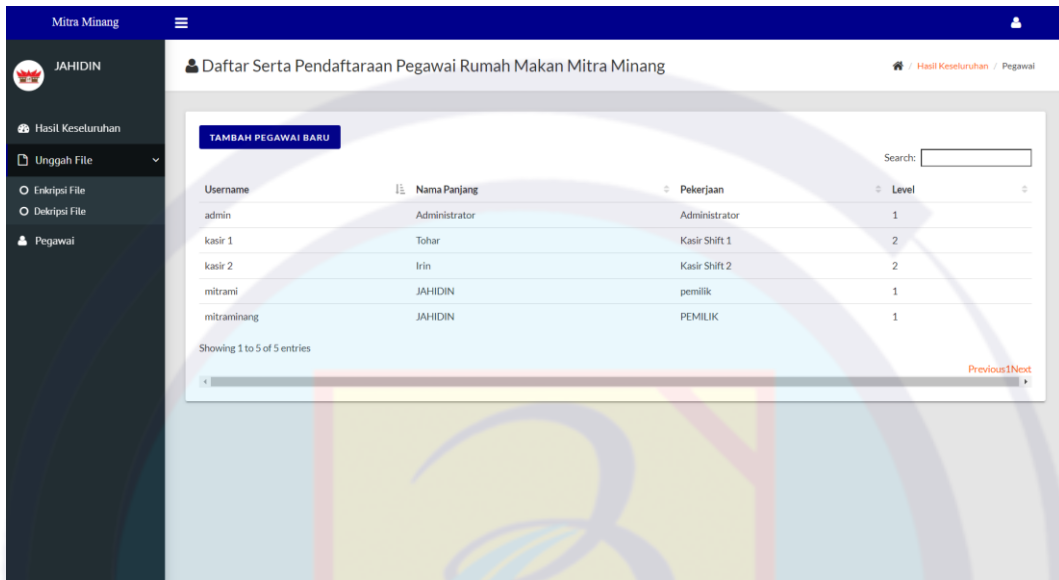 Mitra Minang
JAHIDIN
Daftar Serta Pendaftaraan Pegawai Rumah Makan Mitra Minang
/ Hasil Keseluruhan / Pegawai
Hasil Keseluruhan
Unggah File
Enkripsi File
Dekripsi File
Pegawai
TAMBAH PEGAWAI BARU
Search:
Username Nama Panjang Pekerjaan Level
admin Administrator Administrator 1
kasir 1 Tohar Kasir Shift 1 2
kasir 2 Irin Kasir Shift 2 2
mitrami JAHIDIN pemilik 1
mitraminang JAHIDIN PEMILIK 1
Showing 1 to 5 of 5 entries
Previous1Next